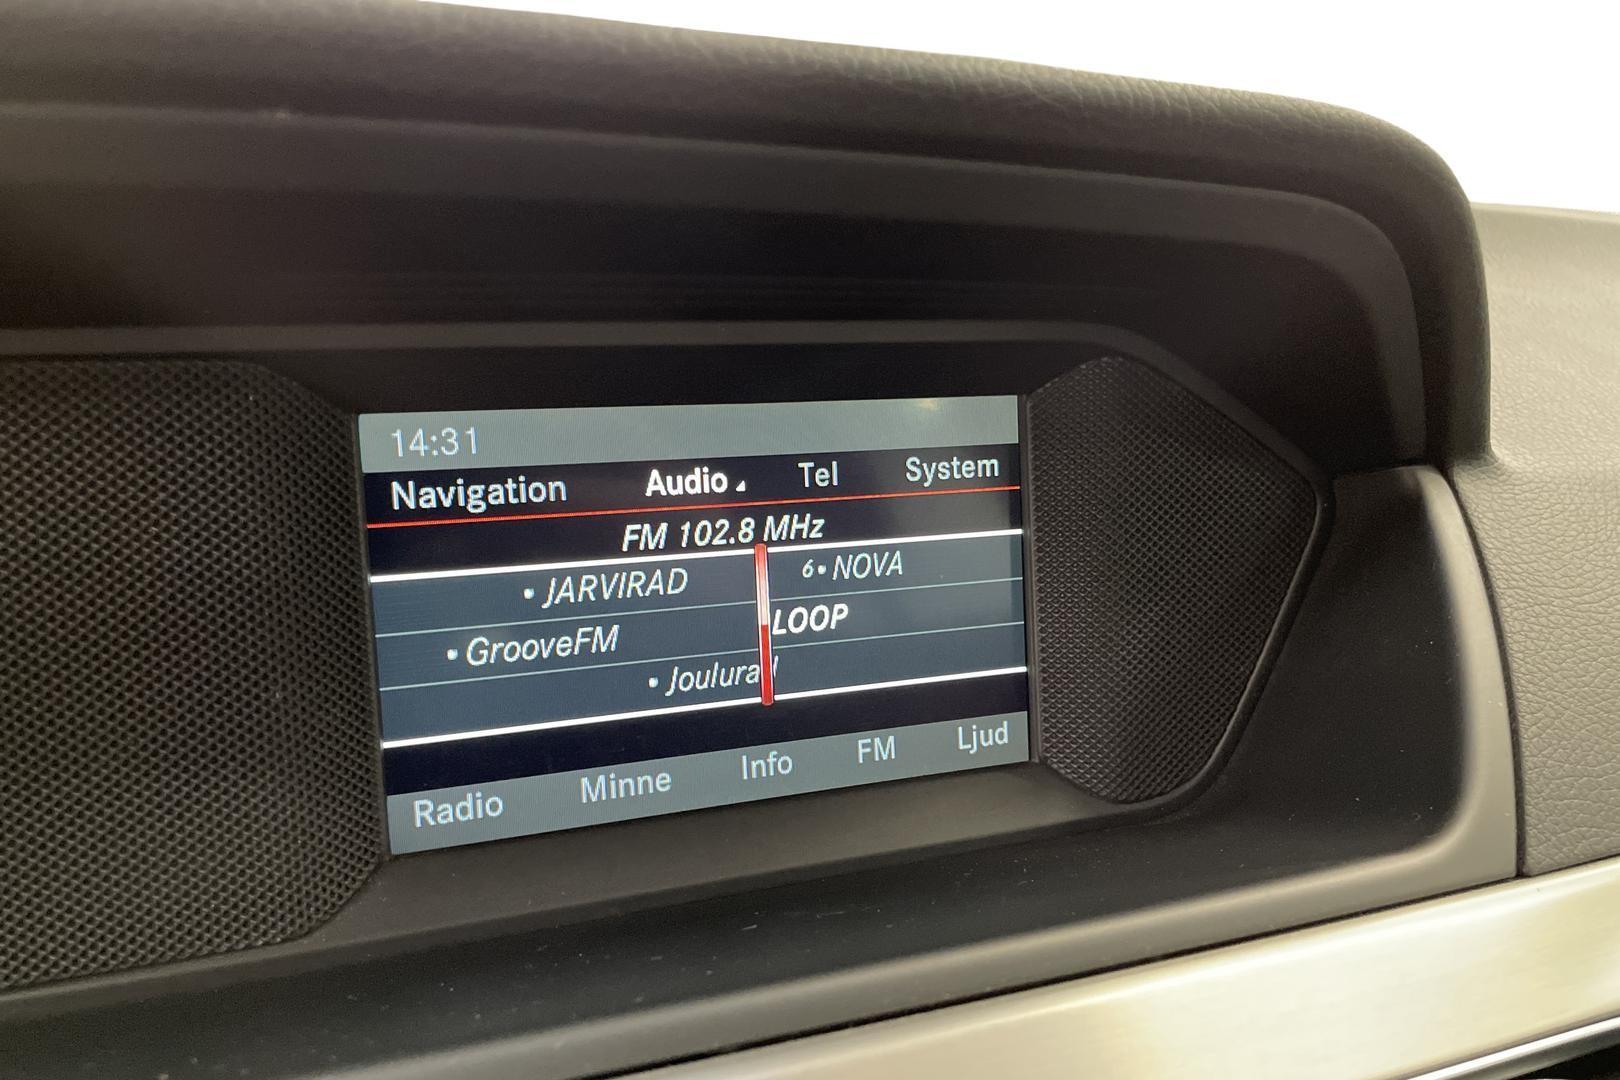 14:31
Navigation Audio Tel System
FM 102.8 MHz
• JARVIRAD 6• NOVA
• GrooveFM LOOP
• Joulura
Radio Minne Info FM Ljud